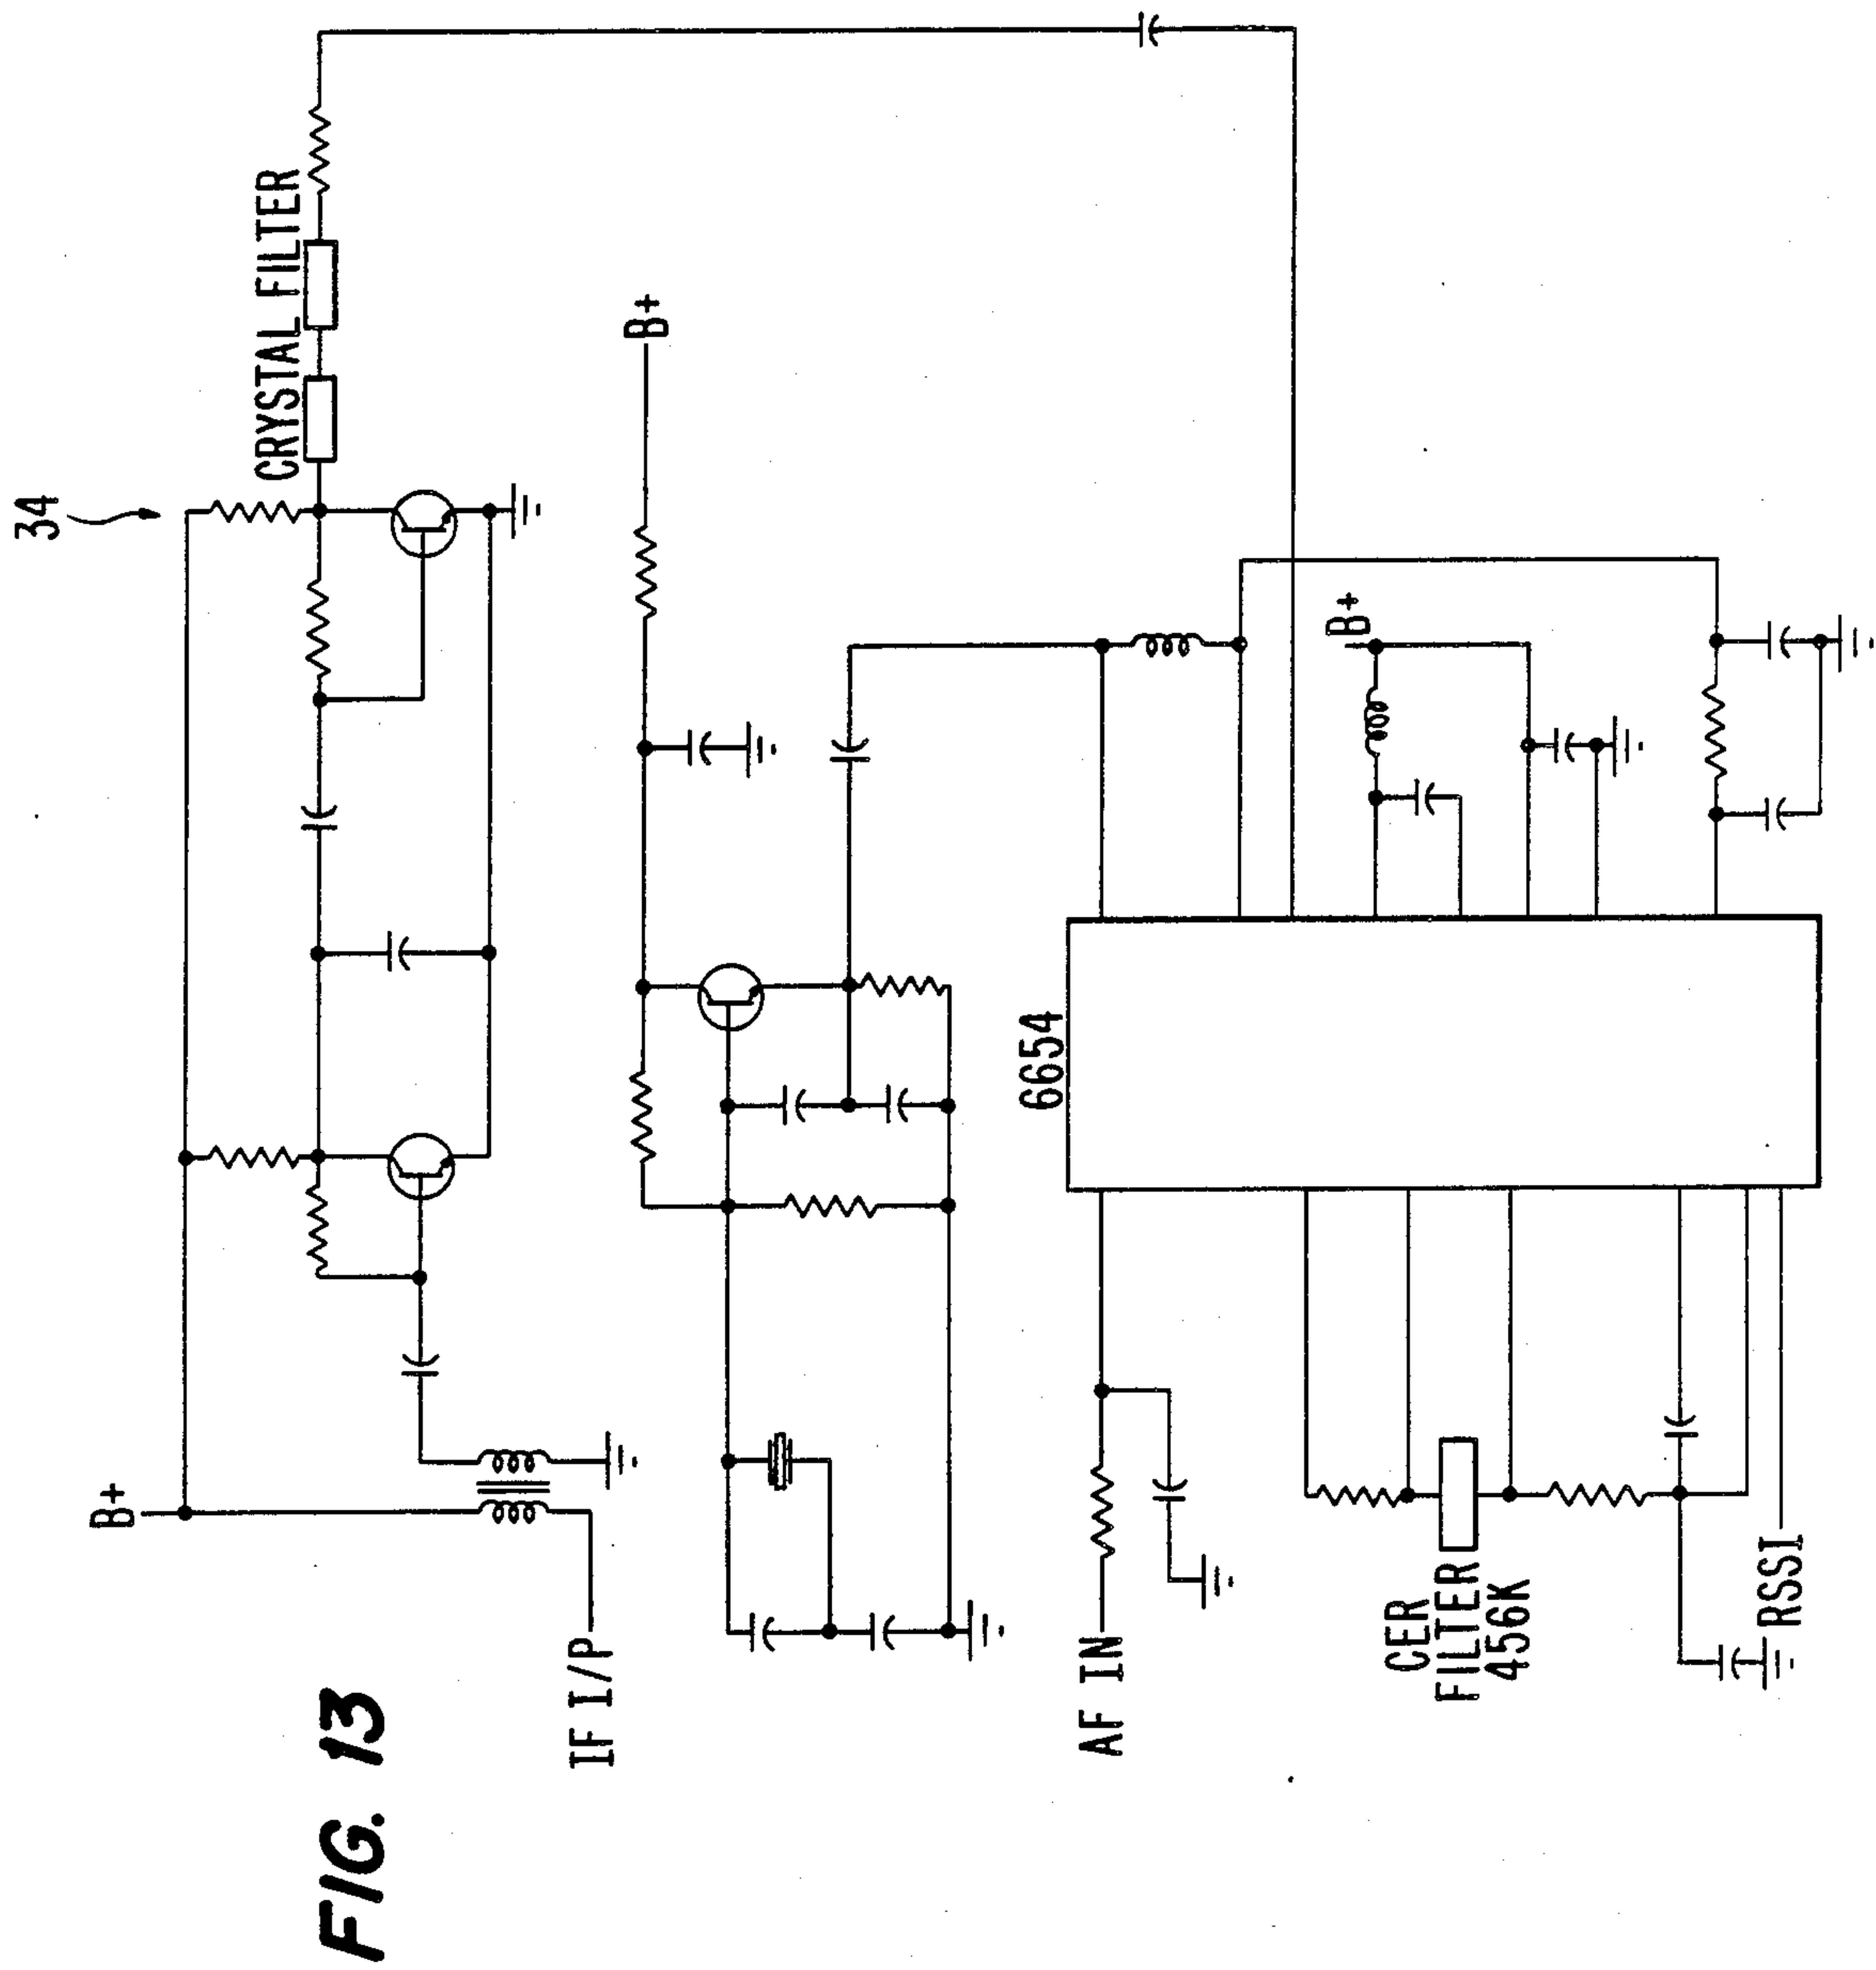 FIG. 13
34
B+
CRYSTAL FILTER
IF I/P
B+
6654
AF IN
B+
CER
FILTER
456K
RSSI